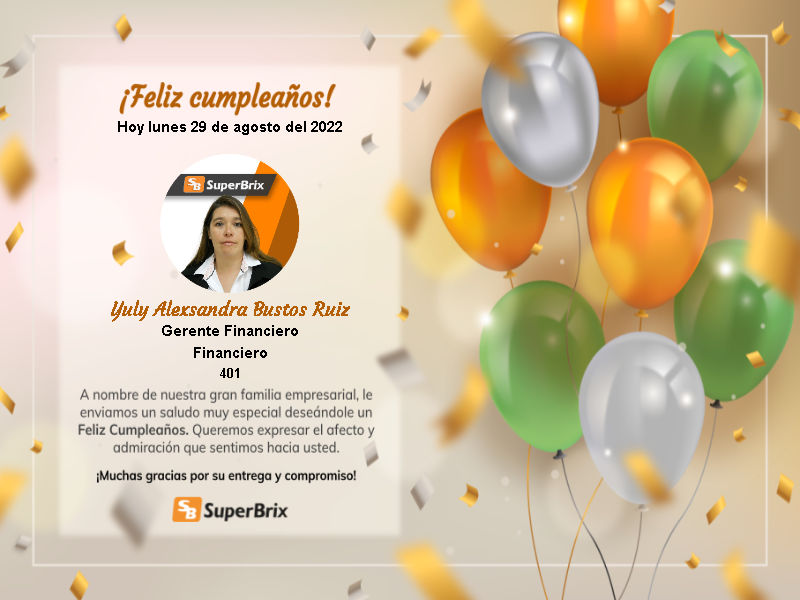 ¡Feliz cumpleaños!
Hoy lunes 29 de agosto del 2022
SB SuperBrix
Yuly Alexsandra Bustos Ruiz
Gerente Financiero
Financiero
401
A nombre de nuestra gran familia empresarial, le
enviamos un saludo muy especial deseándole un
Feliz Cumpleaños. Queremos expresar el afecto y
admiración que sentimos hacia usted.
¡Muchas gracias por su entrega y compromiso!
SB SuperBrix